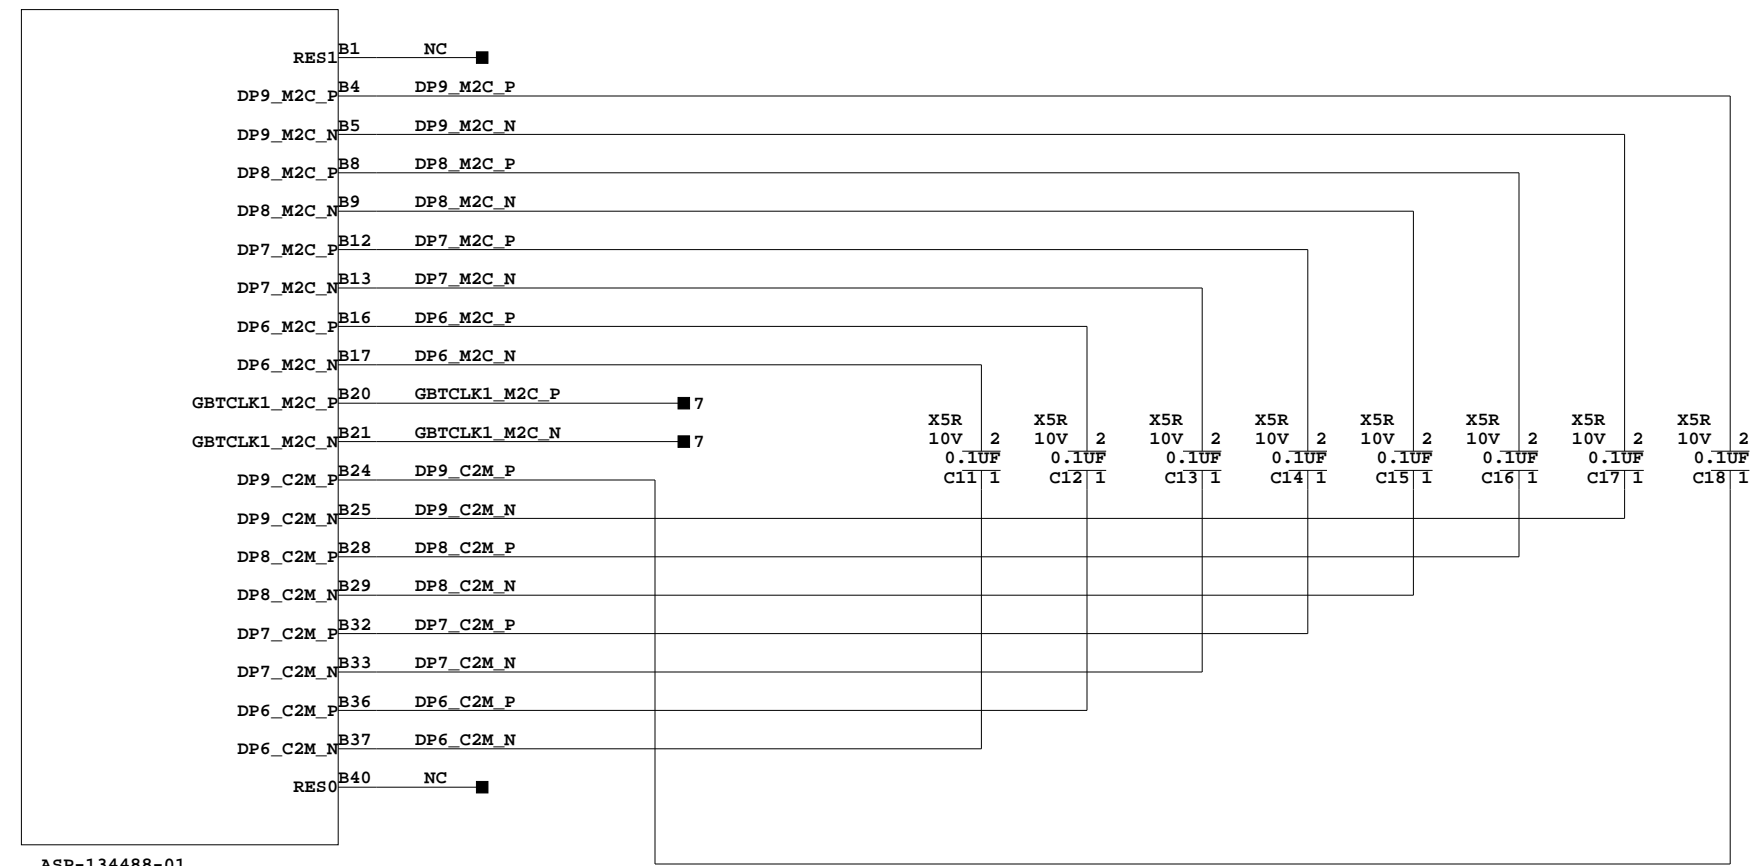 RES1 B1 NC
DP9_M2C_P B4 DP9_M2C_P
DP9_M2C_N B5 DP9_M2C_N
DP8_M2C_P B8 DP8_M2C_P
DP8_M2C_N B9 DP8_M2C_N
DP7_M2C_P B12 DP7_M2C_P
DP7_M2C_N B13 DP7_M2C_N
DP6_M2C_P B16 DP6_M2C_P
DP6_M2C_N B17 DP6_M2C_N
GBTCLK1_M2C_P B20 GBTCLK1_M2C_P 7
GBTCLK1_M2C_N B21 GBTCLK1_M2C_N 7
DP9_C2M_P B24 DP9_C2M_P
DP9_C2M_N B25 DP9_C2M_N
DP8_C2M_P B28 DP8_C2M_P
DP8_C2M_N B29 DP8_C2M_N
DP7_C2M_P B32 DP7_C2M_P
DP7_C2M_N B33 DP7_C2M_N
DP6_C2M_P B36 DP6_C2M_P
DP6_C2M_N B37 DP6_C2M_N
RES0 B40 NC
X5R X5R X5R X5R X5R X5R X5R X5R
10V 2 10V 2 10V 2 10V 2 10V 2 10V 2 10V 2 10V 2
0.1UF 0.1UF 0.1UF 0.1UF 0.1UF 0.1UF 0.1UF 0.1UF
C11 1 C12 1 C13 1 C14 1 C15 1 C16 1 C17 1 C18 1
ASP-134488-01